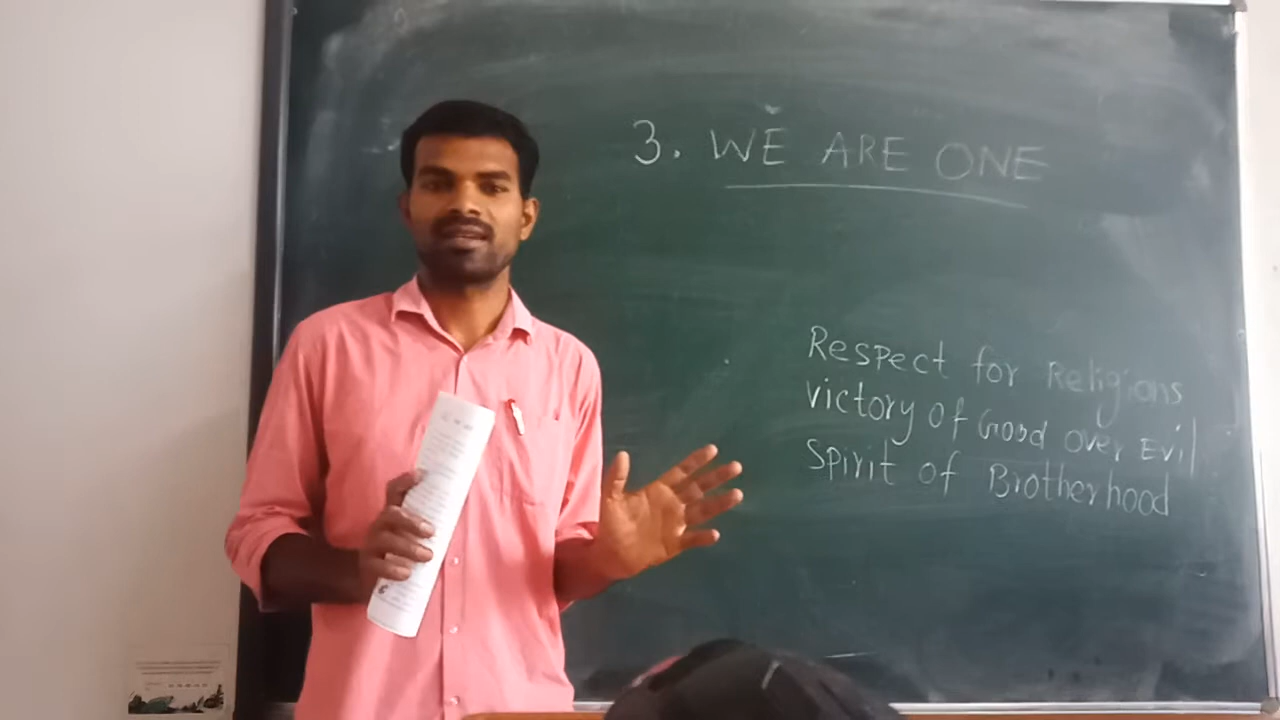 3. WE ARE ONE
Respect for Religions
Victory of Good over Evil
Spirit of Brotherhood